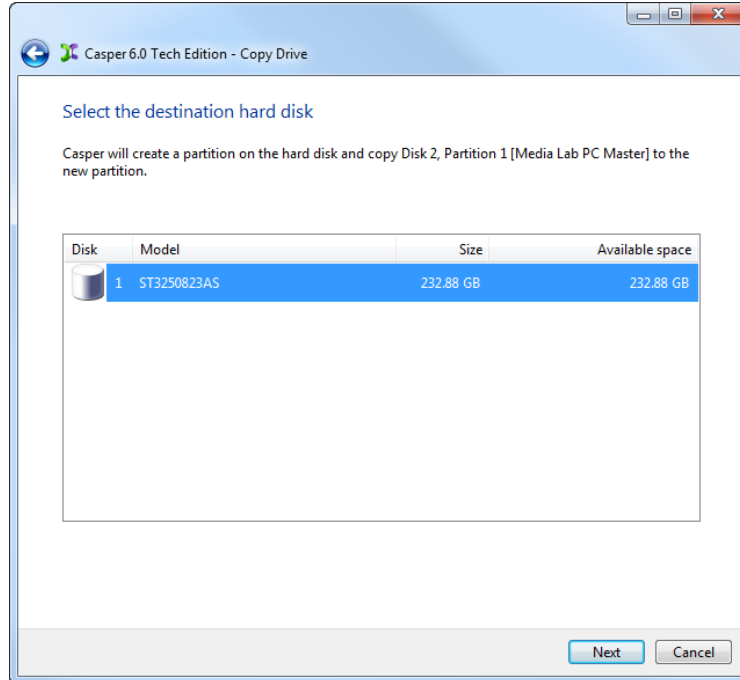 Casper 6.0 Tech Edition - Copy Drive
Select the destination hard disk
Casper will create a partition on the hard disk and copy Disk 2, Partition 1 [Media Lab PC Master] to the
new partition.
Disk Model Size Available space
1 ST3250823AS 232.88 GB 232.88 GB
Next Cancel